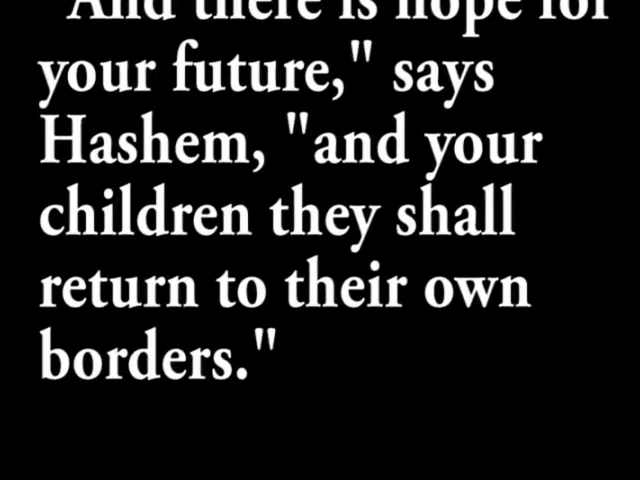 "And there is hope for
your future," says
Hashem, "and your
children they shall
return to their own
borders."